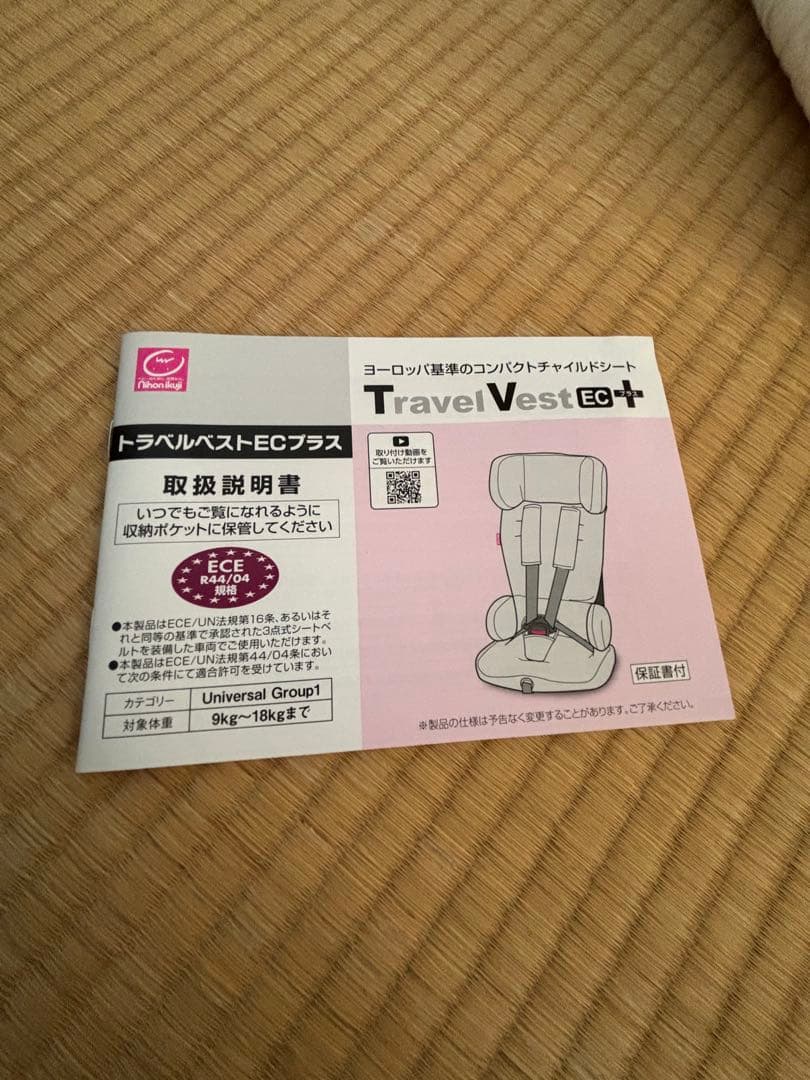 Nihon ikuji
トラベルベストECプラス
取扱説明書
いつでもご覧になれるように
収納ポケットに保管してください
ECE
R44/04
規格
●本製品はECE/UN法規第16条、あるいはそ
れと同等の基準で承認された3点式シートベ
ルトを装備した車両でご使用いただけます。
●本製品はECE/UN法規第44/04条におい
て次の条件にて適合許可を受けています。
カテゴリー Universal Group1
対象体重 9kg〜18kgまで
ヨーロッパ基準のコンパクトチャイルドシート
Travel Vest EC+
プラス
取り付け動画を
ご覧いただけます
保証書付
※製品の仕様は予告なく変更することがあります。ご了承ください。